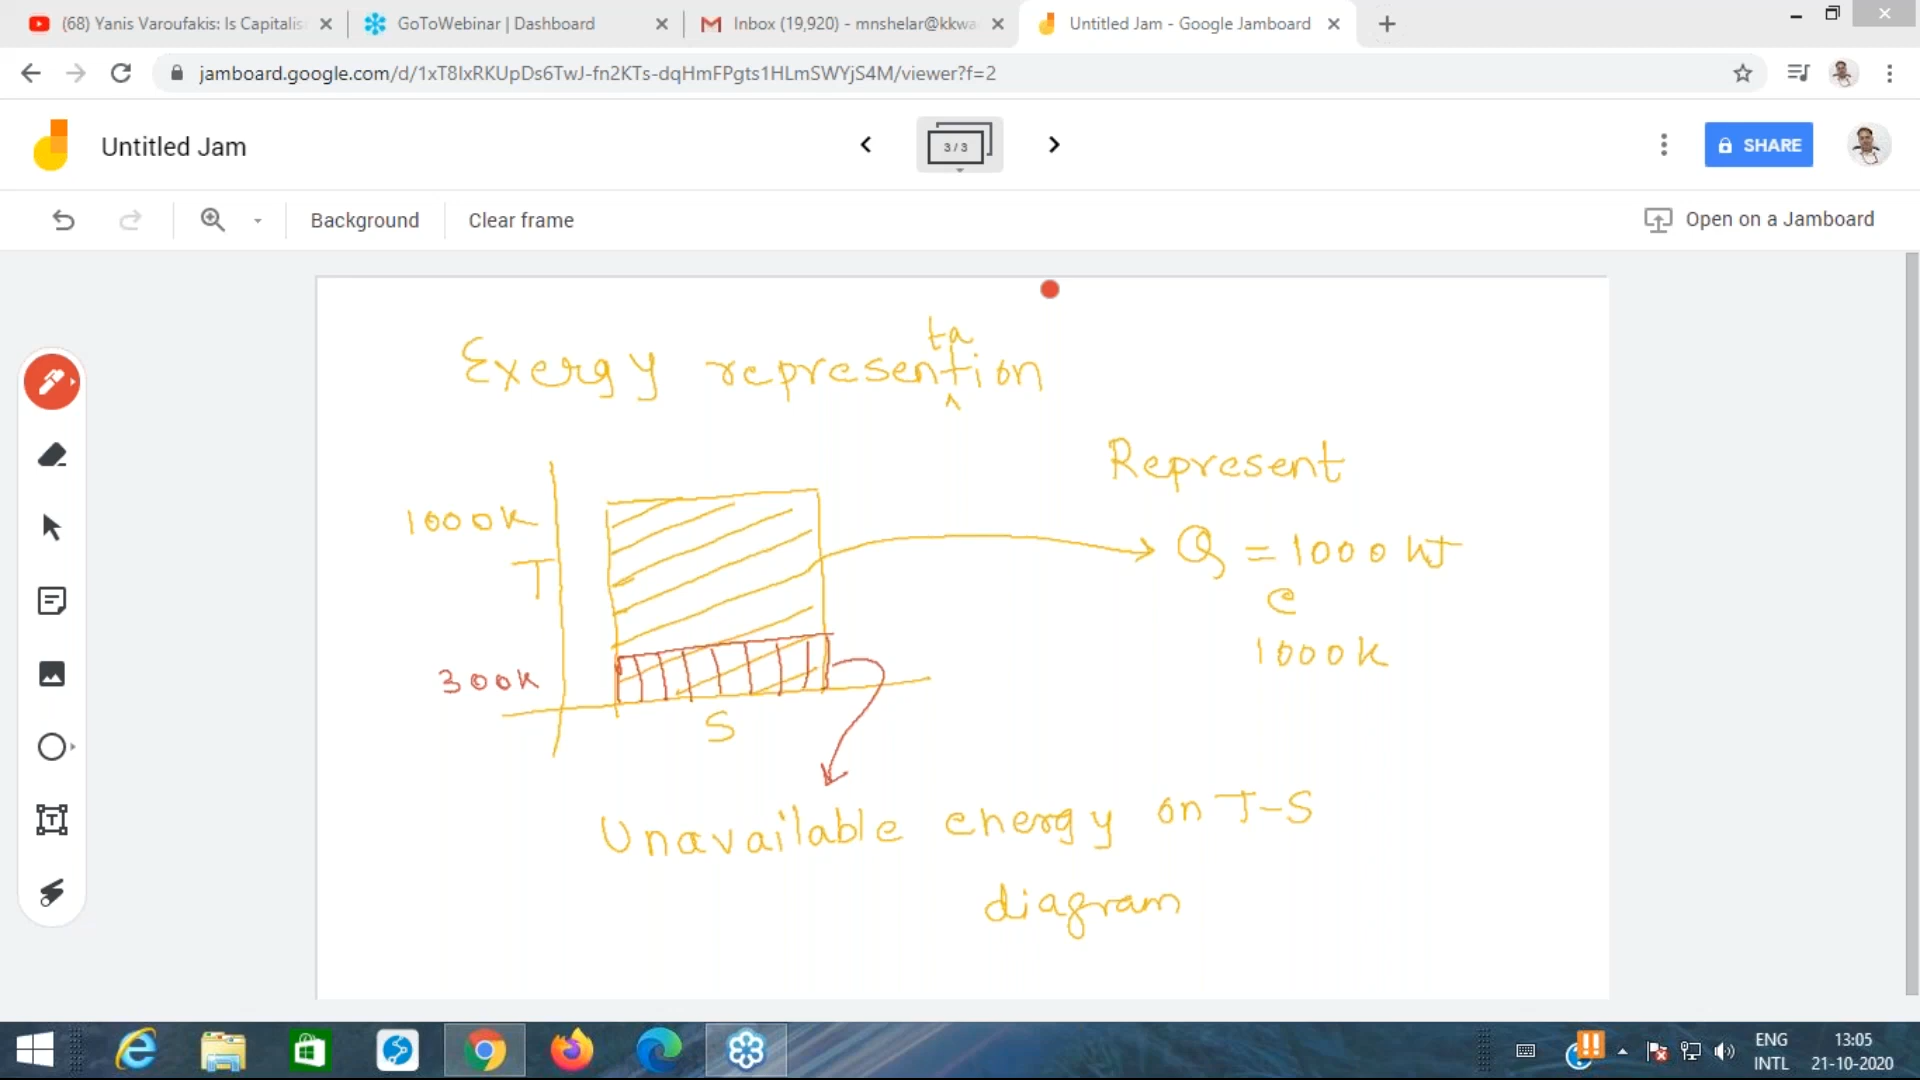 (68) Yanis Varoufakis: Is Capitalis
GoToWebinar | Dashboard
Inbox (19,920) - mnshelar@kkwa
Untitled Jam - Google Jamboard
jamboard.google.com/d/1xT8IxRKUpDs6TwJ-fn2KTs-dqHmFPgts1HLmSWYjS4M/viewer?f=2
Untitled Jam
3 / 3
SHARE
Background
Clear frame
Open on a Jamboard
ta
Exergy represention
^
Represent
1000K
T
Q = 1000 kJ
@
1000K
300K
S
Unavailable energy on T-S
diagram
ENG
INTL
13:05
21-10-2020